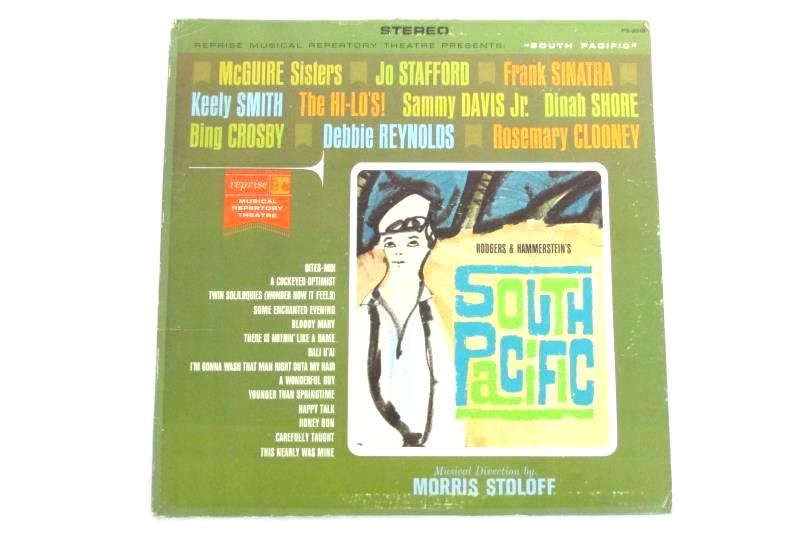 STEREO
REPRISE MUSICAL REPERTORY THEATRE PRESENTS: "SOUTH PACIFIC"
McGUIRE Sisters Jo STAFFORD Frank SINATRA
Keely SMITH The HI-LO'S! Sammy DAVIS Jr. Dinah SHORE
Bing CROSBY Debbie REYNOLDS Rosemary CLOONEY
reprise
MUSICAL
REPERTORY
THEATRE
DITES-MOI
A COCKEYED OPTIMIST
TWIN SOLILOQUIES (WONDER HOW IT FEELS)
SOME ENCHANTED EVENING
BLOODY MARY
THERE IS NOTHIN' LIKE A DAME
BALI H'AI
I'M GONNA WASH THAT MAN RIGHT OUTA MY HAIR
A WONDERFUL GUY
YOUNGER THAN SPRINGTIME
HAPPY TALK
HONEY BUN
CAREFULLY TAUGHT
THIS NEARLY WAS MINE
RODGERS & HAMMERSTEIN'S
SOUTH
PACIFIC
Musical Direction by
MORRIS STOLOFF